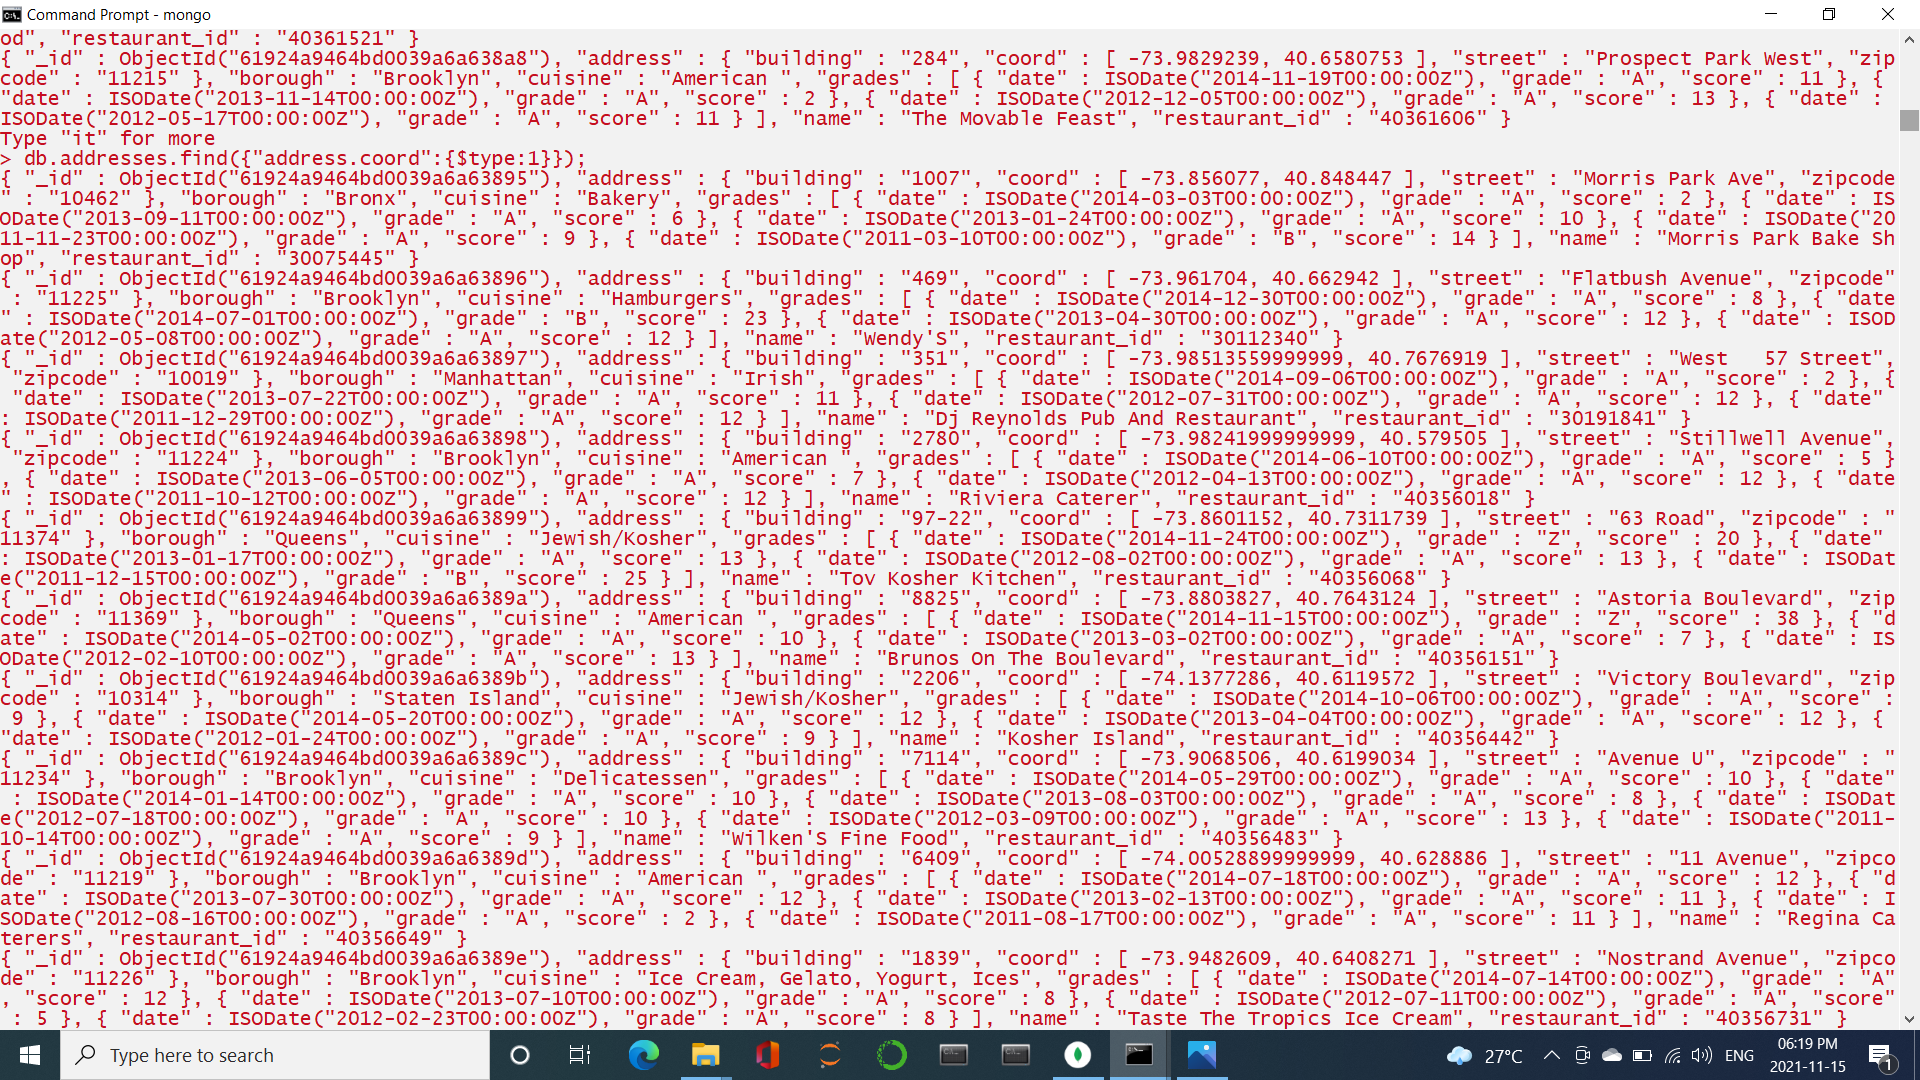 Command Prompt - mongo
od", "restaurant_id" : "40361521" }
{ "_id" : ObjectId("61924a9464bd0039a6a638a8"), "address" : { "building" : "284", "coord" : [ -73.9829239, 40.6580753 ], "street" : "Prospect Park West", "zip
code" : "11215" }, "borough" : "Brooklyn", "cuisine" : "American ", "grades" : [ { "date" : ISODate("2014-11-19T00:00:00Z"), "grade" : "A", "score" : 11 }, {
"date" : ISODate("2013-11-14T00:00:00Z"), "grade" : "A", "score" : 2 }, { "date" : ISODate("2012-12-05T00:00:00Z"), "grade" : "A", "score" : 13 }, { "date" :
ISODate("2012-05-17T00:00:00Z"), "grade" : "A", "score" : 11 } ], "name" : "The Movable Feast", "restaurant_id" : "40361606" }
Type "it" for more
> db.addresses.find({"address.coord":{$type:1}});
{ "_id" : ObjectId("61924a9464bd0039a6a63895"), "address" : { "building" : "1007", "coord" : [ -73.856077, 40.848447 ], "street" : "Morris Park Ave", "zipcode
" : "10462" }, "borough" : "Bronx", "cuisine" : "Bakery", "grades" : [ { "date" : ISODate("2014-03-03T00:00:00Z"), "grade" : "A", "score" : 2 }, { "date" : IS
ODate("2013-09-11T00:00:00Z"), "grade" : "A", "score" : 6 }, { "date" : ISODate("2013-01-24T00:00:00Z"), "grade" : "A", "score" : 10 }, { "date" : ISODate("20
11-11-23T00:00:00Z"), "grade" : "A", "score" : 9 }, { "date" : ISODate("2011-03-10T00:00:00Z"), "grade" : "B", "score" : 14 } ], "name" : "Morris Park Bake Sh
op", "restaurant_id" : "30075445" }
{ "_id" : ObjectId("61924a9464bd0039a6a63896"), "address" : { "building" : "469", "coord" : [ -73.961704, 40.662942 ], "street" : "Flatbush Avenue", "zipcode"
 : "11225" }, "borough" : "Brooklyn", "cuisine" : "Hamburgers", "grades" : [ { "date" : ISODate("2014-12-30T00:00:00Z"), "grade" : "A", "score" : 8 }, { "date
" : ISODate("2014-07-01T00:00:00Z"), "grade" : "B", "score" : 23 }, { "date" : ISODate("2013-04-30T00:00:00Z"), "grade" : "A", "score" : 12 }, { "date" : ISOD
ate("2012-05-08T00:00:00Z"), "grade" : "A", "score" : 12 } ], "name" : "Wendy'S", "restaurant_id" : "30112340" }
{ "_id" : ObjectId("61924a9464bd0039a6a63897"), "address" : { "building" : "351", "coord" : [ -73.98513559999999, 40.7676919 ], "street" : "West   57 Street",
 "zipcode" : "10019" }, "borough" : "Manhattan", "cuisine" : "Irish", "grades" : [ { "date" : ISODate("2014-09-06T00:00:00Z"), "grade" : "A", "score" : 2 }, {
 "date" : ISODate("2013-07-22T00:00:00Z"), "grade" : "A", "score" : 11 }, { "date" : ISODate("2012-07-31T00:00:00Z"), "grade" : "A", "score" : 12 }, { "date"
: ISODate("2011-12-29T00:00:00Z"), "grade" : "A", "score" : 12 } ], "name" : "Dj Reynolds Pub And Restaurant", "restaurant_id" : "30191841" }
{ "_id" : ObjectId("61924a9464bd0039a6a63898"), "address" : { "building" : "2780", "coord" : [ -73.98241999999999, 40.579505 ], "street" : "Stillwell Avenue",
 "zipcode" : "11224" }, "borough" : "Brooklyn", "cuisine" : "American ", "grades" : [ { "date" : ISODate("2014-06-10T00:00:00Z"), "grade" : "A", "score" : 5 }
, { "date" : ISODate("2013-06-05T00:00:00Z"), "grade" : "A", "score" : 7 }, { "date" : ISODate("2012-04-13T00:00:00Z"), "grade" : "A", "score" : 12 }, { "date
" : ISODate("2011-10-12T00:00:00Z"), "grade" : "A", "score" : 12 } ], "name" : "Riviera Caterer", "restaurant_id" : "40356018" }
{ "_id" : ObjectId("61924a9464bd0039a6a63899"), "address" : { "building" : "97-22", "coord" : [ -73.8601152, 40.7311739 ], "street" : "63 Road", "zipcode" : "
11374" }, "borough" : "Queens", "cuisine" : "Jewish/Kosher", "grades" : [ { "date" : ISODate("2014-11-24T00:00:00Z"), "grade" : "Z", "score" : 20 }, { "date"
: ISODate("2013-01-17T00:00:00Z"), "grade" : "A", "score" : 13 }, { "date" : ISODate("2012-08-02T00:00:00Z"), "grade" : "A", "score" : 13 }, { "date" : ISODat
e("2011-12-15T00:00:00Z"), "grade" : "B", "score" : 25 } ], "name" : "Tov Kosher Kitchen", "restaurant_id" : "40356068" }
{ "_id" : ObjectId("61924a9464bd0039a6a6389a"), "address" : { "building" : "8825", "coord" : [ -73.8803827, 40.7643124 ], "street" : "Astoria Boulevard", "zip
code" : "11369" }, "borough" : "Queens", "cuisine" : "American ", "grades" : [ { "date" : ISODate("2014-11-15T00:00:00Z"), "grade" : "Z", "score" : 38 }, { "d
ate" : ISODate("2014-05-02T00:00:00Z"), "grade" : "A", "score" : 10 }, { "date" : ISODate("2013-03-02T00:00:00Z"), "grade" : "A", "score" : 7 }, { "date" : IS
ODate("2012-02-10T00:00:00Z"), "grade" : "A", "score" : 13 } ], "name" : "Brunos On The Boulevard", "restaurant_id" : "40356151" }
{ "_id" : ObjectId("61924a9464bd0039a6a6389b"), "address" : { "building" : "2206", "coord" : [ -74.1377286, 40.6119572 ], "street" : "Victory Boulevard", "zip
code" : "10314" }, "borough" : "Staten Island", "cuisine" : "Jewish/Kosher", "grades" : [ { "date" : ISODate("2014-10-06T00:00:00Z"), "grade" : "A", "score" :
 9 }, { "date" : ISODate("2014-05-20T00:00:00Z"), "grade" : "A", "score" : 12 }, { "date" : ISODate("2013-04-04T00:00:00Z"), "grade" : "A", "score" : 12 }, {
"date" : ISODate("2012-01-24T00:00:00Z"), "grade" : "A", "score" : 9 } ], "name" : "Kosher Island", "restaurant_id" : "40356442" }
{ "_id" : ObjectId("61924a9464bd0039a6a6389c"), "address" : { "building" : "7114", "coord" : [ -73.9068506, 40.6199034 ], "street" : "Avenue U", "zipcode" : "
11234" }, "borough" : "Brooklyn", "cuisine" : "Delicatessen", "grades" : [ { "date" : ISODate("2014-05-29T00:00:00Z"), "grade" : "A", "score" : 10 }, { "date"
 : ISODate("2014-01-14T00:00:00Z"), "grade" : "A", "score" : 10 }, { "date" : ISODate("2013-08-03T00:00:00Z"), "grade" : "A", "score" : 8 }, { "date" : ISODat
e("2012-07-18T00:00:00Z"), "grade" : "A", "score" : 10 }, { "date" : ISODate("2012-03-09T00:00:00Z"), "grade" : "A", "score" : 13 }, { "date" : ISODate("2011-
10-14T00:00:00Z"), "grade" : "A", "score" : 9 } ], "name" : "Wilken'S Fine Food", "restaurant_id" : "40356483" }
{ "_id" : ObjectId("61924a9464bd0039a6a6389d"), "address" : { "building" : "6409", "coord" : [ -74.00528899999999, 40.628886 ], "street" : "11 Avenue", "zipco
de" : "11219" }, "borough" : "Brooklyn", "cuisine" : "American ", "grades" : [ { "date" : ISODate("2014-07-18T00:00:00Z"), "grade" : "A", "score" : 12 }, { "d
ate" : ISODate("2013-07-30T00:00:00Z"), "grade" : "A", "score" : 12 }, { "date" : ISODate("2013-02-13T00:00:00Z"), "grade" : "A", "score" : 11 }, { "date" : I
SODate("2012-08-16T00:00:00Z"), "grade" : "A", "score" : 2 }, { "date" : ISODate("2011-08-17T00:00:00Z"), "grade" : "A", "score" : 11 } ], "name" : "Regina Ca
terers", "restaurant_id" : "40356649" }
{ "_id" : ObjectId("61924a9464bd0039a6a6389e"), "address" : { "building" : "1839", "coord" : [ -73.9482609, 40.6408271 ], "street" : "Nostrand Avenue", "zipco
de" : "11226" }, "borough" : "Brooklyn", "cuisine" : "Ice Cream, Gelato, Yogurt, Ices", "grades" : [ { "date" : ISODate("2014-07-14T00:00:00Z"), "grade" : "A"
, "score" : 12 }, { "date" : ISODate("2013-07-10T00:00:00Z"), "grade" : "A", "score" : 8 }, { "date" : ISODate("2012-07-11T00:00:00Z"), "grade" : "A", "score"
 : 5 }, { "date" : ISODate("2012-02-23T00:00:00Z"), "grade" : "A", "score" : 8 } ], "name" : "Taste The Tropics Ice Cream", "restaurant_id" : "40356731" }
Type here to search
27°C
ENG
06:19 PM
2021-11-15
1